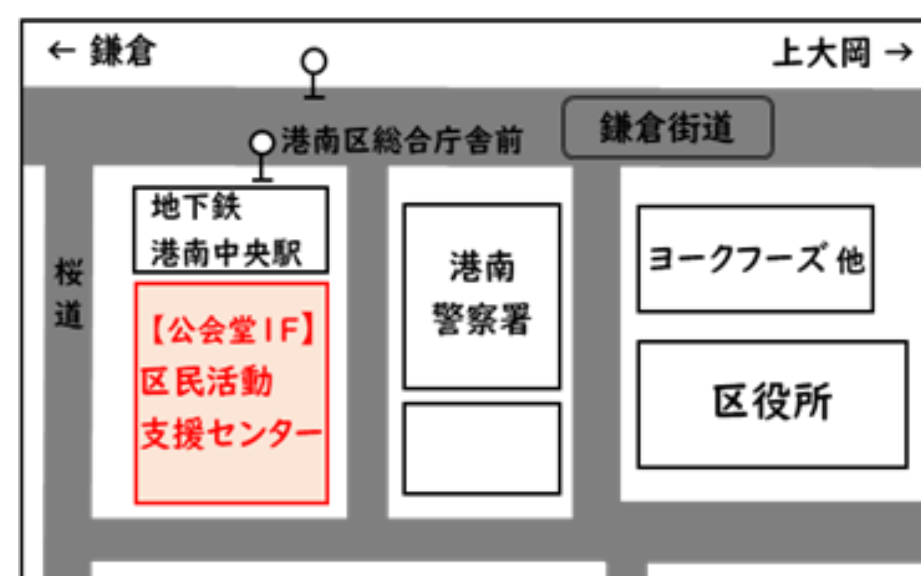 ← 鎌倉
上大岡 →
港南区総合庁舎前
鎌倉街道
地下鉄
港南中央駅
桜道
【公会堂1F】
区民活動
支援センター
港南
警察署
ヨークフーズ 他
区役所